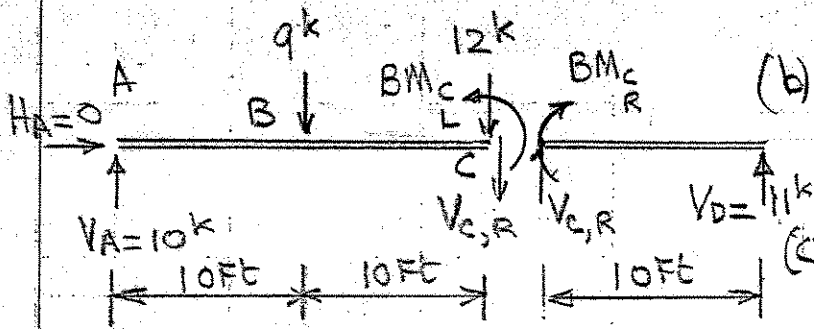 9k 12k
A BMC L BMC R (b)
HA=0 B
C
VA=10k VC,R VC,R VD=11k
(c
10Ft 10Ft 10Ft